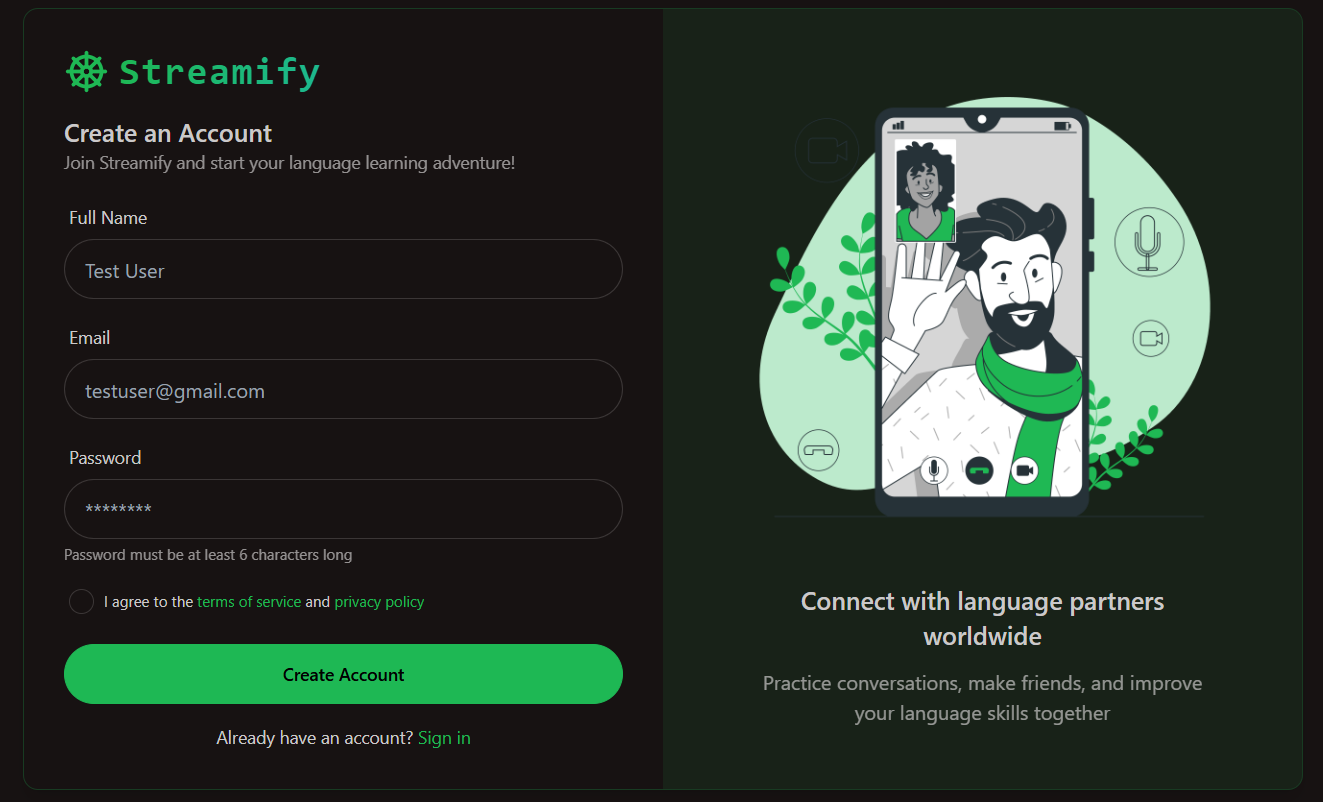 Streamify
Create an Account
Join Streamify and start your language learning adventure!
Full Name
Test User
Email
testuser@gmail.com
Password
********
Password must be at least 6 characters long
I agree to the terms of service and privacy policy
Create Account
Already have an account? Sign in
Connect with language partners
worldwide
Practice conversations, make friends, and improve
your language skills together